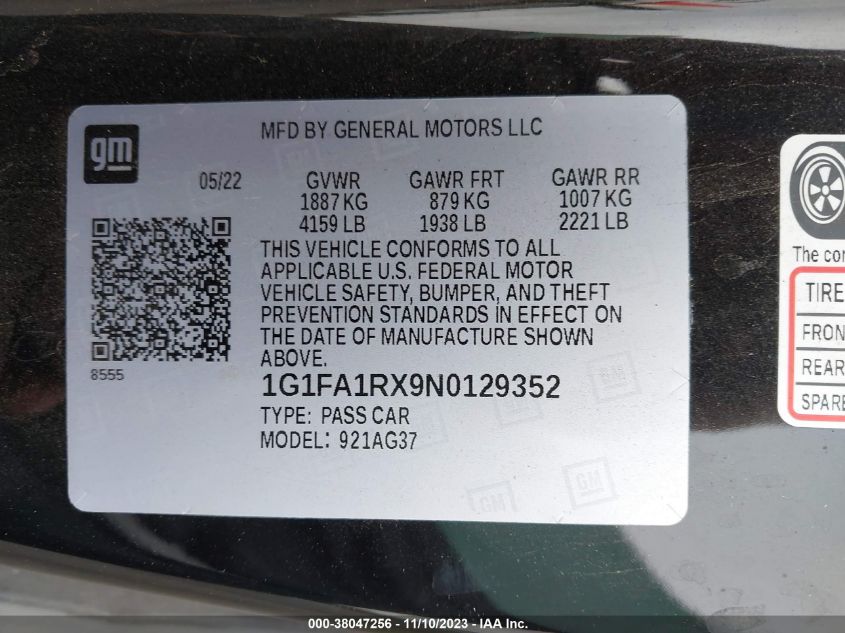 gm
MFD BY GENERAL MOTORS LLC
05/22 GVWR GAWR FRT GAWR RR
1887 KG 879 KG 1007 KG
4159 LB 1938 LB 2221 LB
THIS VEHICLE CONFORMS TO ALL
APPLICABLE U.S. FEDERAL MOTOR
VEHICLE SAFETY, BUMPER, AND THEFT
PREVENTION STANDARDS IN EFFECT ON
THE DATE OF MANUFACTURE SHOWN
ABOVE.
8555
1G1FA1RX9N0129352
TYPE: PASS CAR
MODEL: 921AG37
GM GM
The con
TIRE
FRON
REAR
SPARE
000-38047256 - 11/10/2023 - IAA Inc.